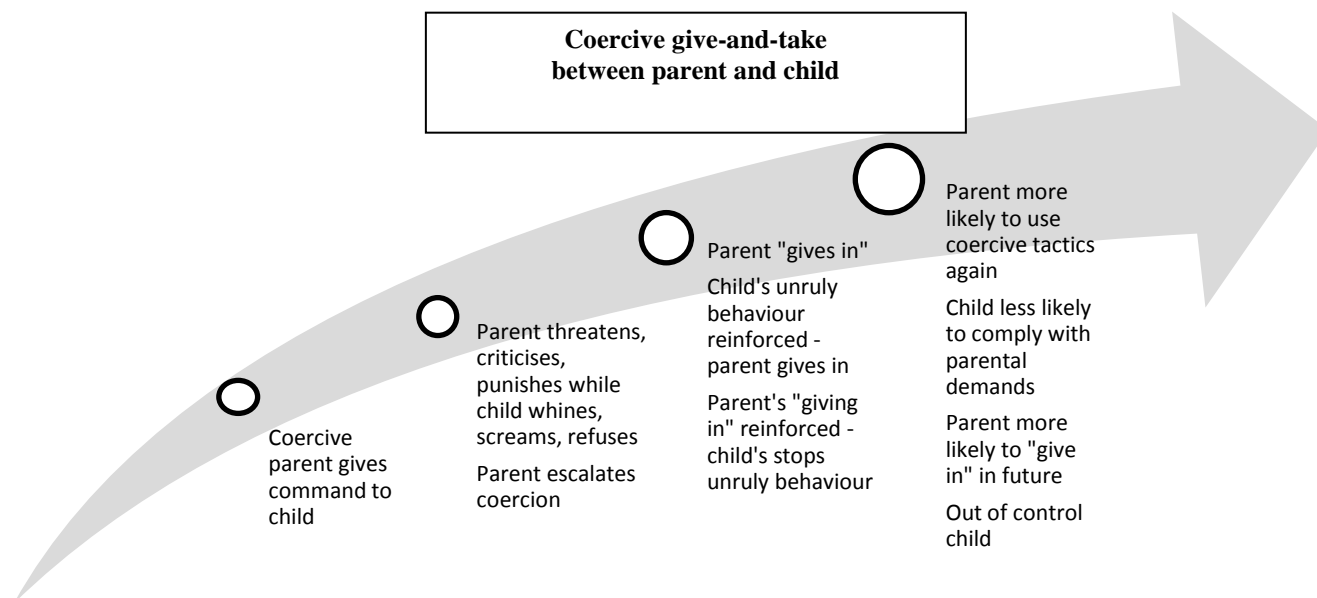 Coercive give-and-take
between parent and child
Coercive
parent gives
command to
child
Parent threatens,
criticises,
punishes while
child whines,
screams, refuses
Parent escalates
coercion
Parent "gives in"
Child's unruly
behaviour
reinforced -
parent gives in
Parent's "giving
in" reinforced -
child's stops
unruly behaviour
Parent more
likely to use
coercive tactics
again
Child less likely
to comply with
parental
demands
Parent more
likely to "give
in" in future
Out of control
child